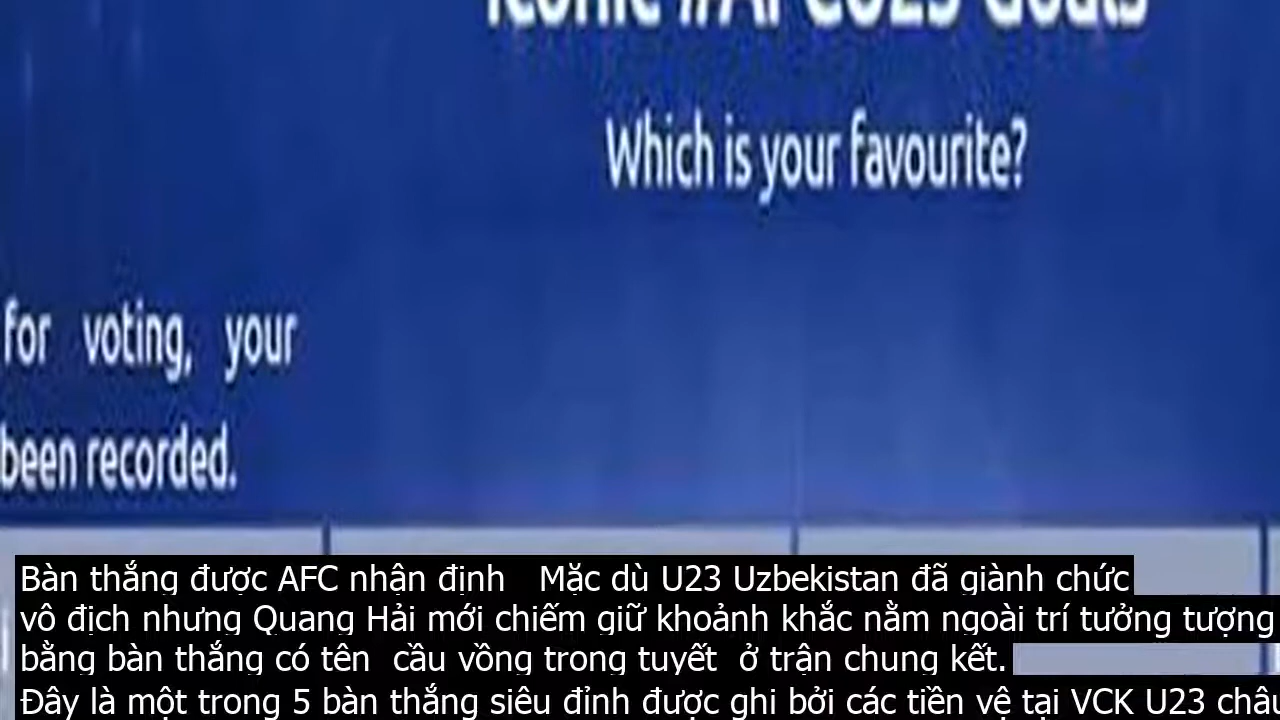 Iconic #AFCU23 Goals
Which is your favourite?
for voting, your
been recorded.
Bàn thắng được AFC nhận định Mặc dù U23 Uzbekistan đã giành chức
vô địch nhưng Quang Hải mới chiếm giữ khoảnh khắc nằm ngoài trí tưởng tượng
bằng bàn thắng có tên cầu vồng trong tuyết ở trận chung kết.
Đây là một trong 5 bàn thắng siêu đỉnh được ghi bởi các tiền vệ tại VCK U23 châu